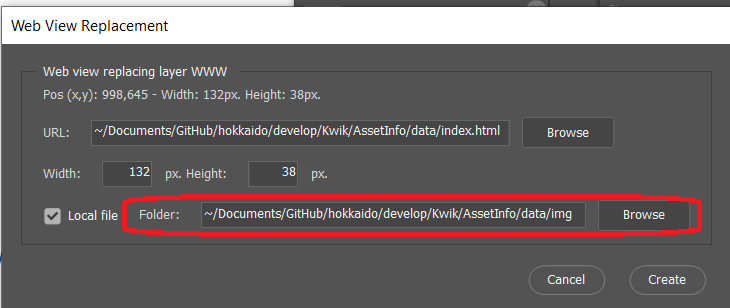 Web View Replacement
Web view replacing layer WWW
Pos (x,y): 998,645 - Width: 132px. Height: 38px.
URL: ~/Documents/GitHub/hokkaido/develop/Kwik/AssetInfo/data/index.html Browse
Width: 132 px. Height: 38 px.
Local file Folder: ~/Documents/GitHub/hokkaido/develop/Kwik/AssetInfo/data/img Browse
Cancel Create